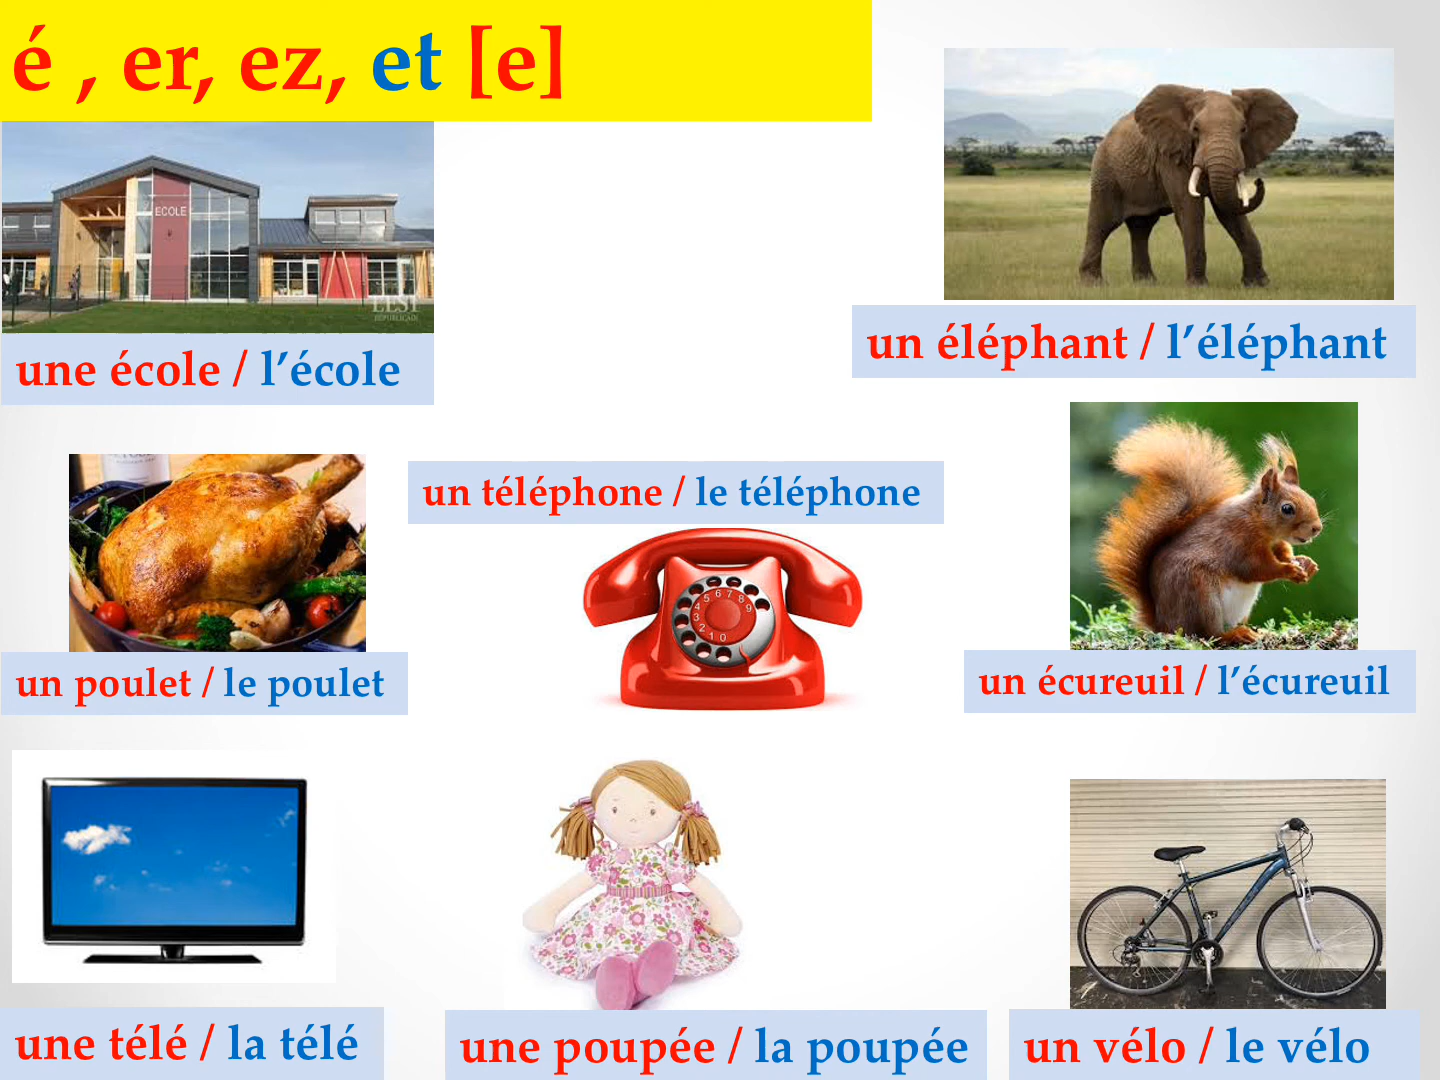 é , er, ez, et [e]
ECOLE
une école / l’école
un éléphant / l’éléphant
un téléphone / le téléphone
un poulet / le poulet
un écureuil / l’écureuil
une télé / la télé
une poupée / la poupée
un vélo / le vélo